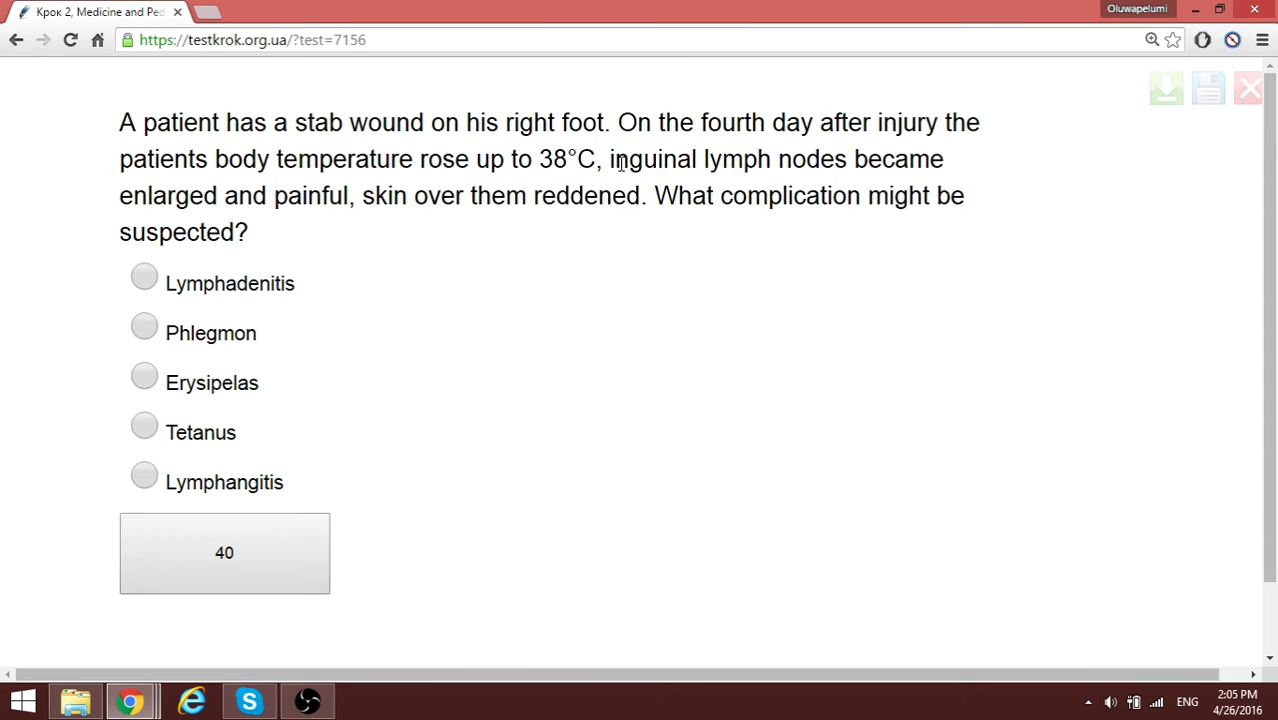 Крок 2, Medicine and Ped
Oluwapelumi
https://testkrok.org.ua/?test=7156
A patient has a stab wound on his right foot. On the fourth day after injury the
patients body temperature rose up to 38°C, inguinal lymph nodes became
enlarged and painful, skin over them reddened. What complication might be
suspected?
Lymphadenitis
Phlegmon
Erysipelas
Tetanus
Lymphangitis
40
ENG
2:05 PM
4/26/2016